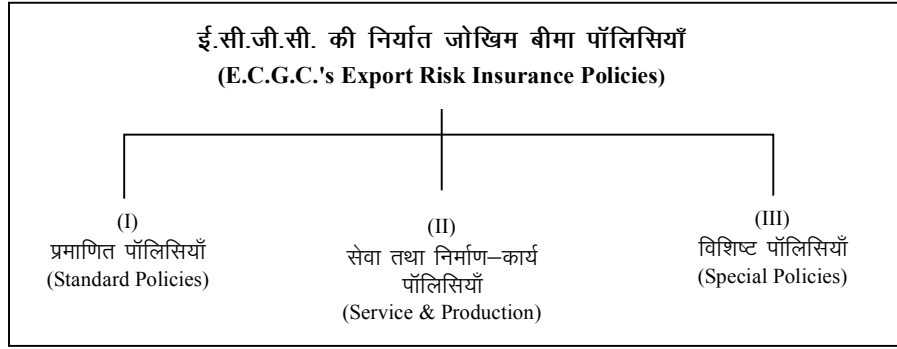 ई.सी.जी.सी. की निर्यात जोखिम बीमा पॉलिसियाँ
(E.C.G.C.'s Export Risk Insurance Policies)
(I)
प्रमाणित पॉलिसियाँ
(Standard Policies)
(II)
सेवा तथा निर्माण–कार्य
पॉलिसियाँ
(Service & Production)
(III)
विशिष्ट पॉलिसियाँ
(Special Policies)